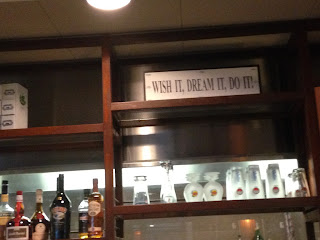 WISH IT, DREAM IT, DO IT!